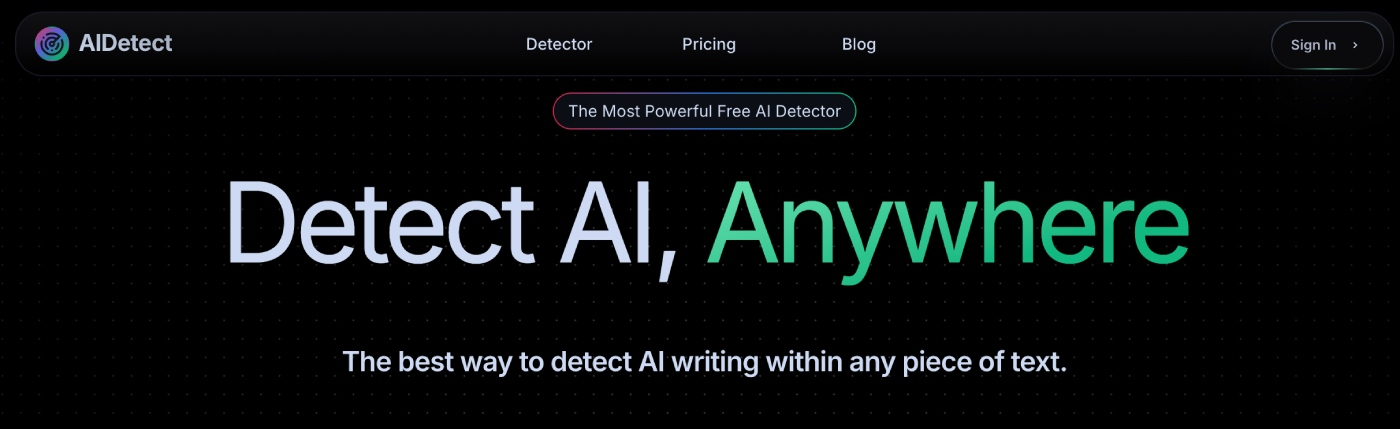 AIDetect
Detector
Pricing
Blog
Sign In
The Most Powerful Free AI Detector
Detect AI, Anywhere
The best way to detect AI writing within any piece of text.